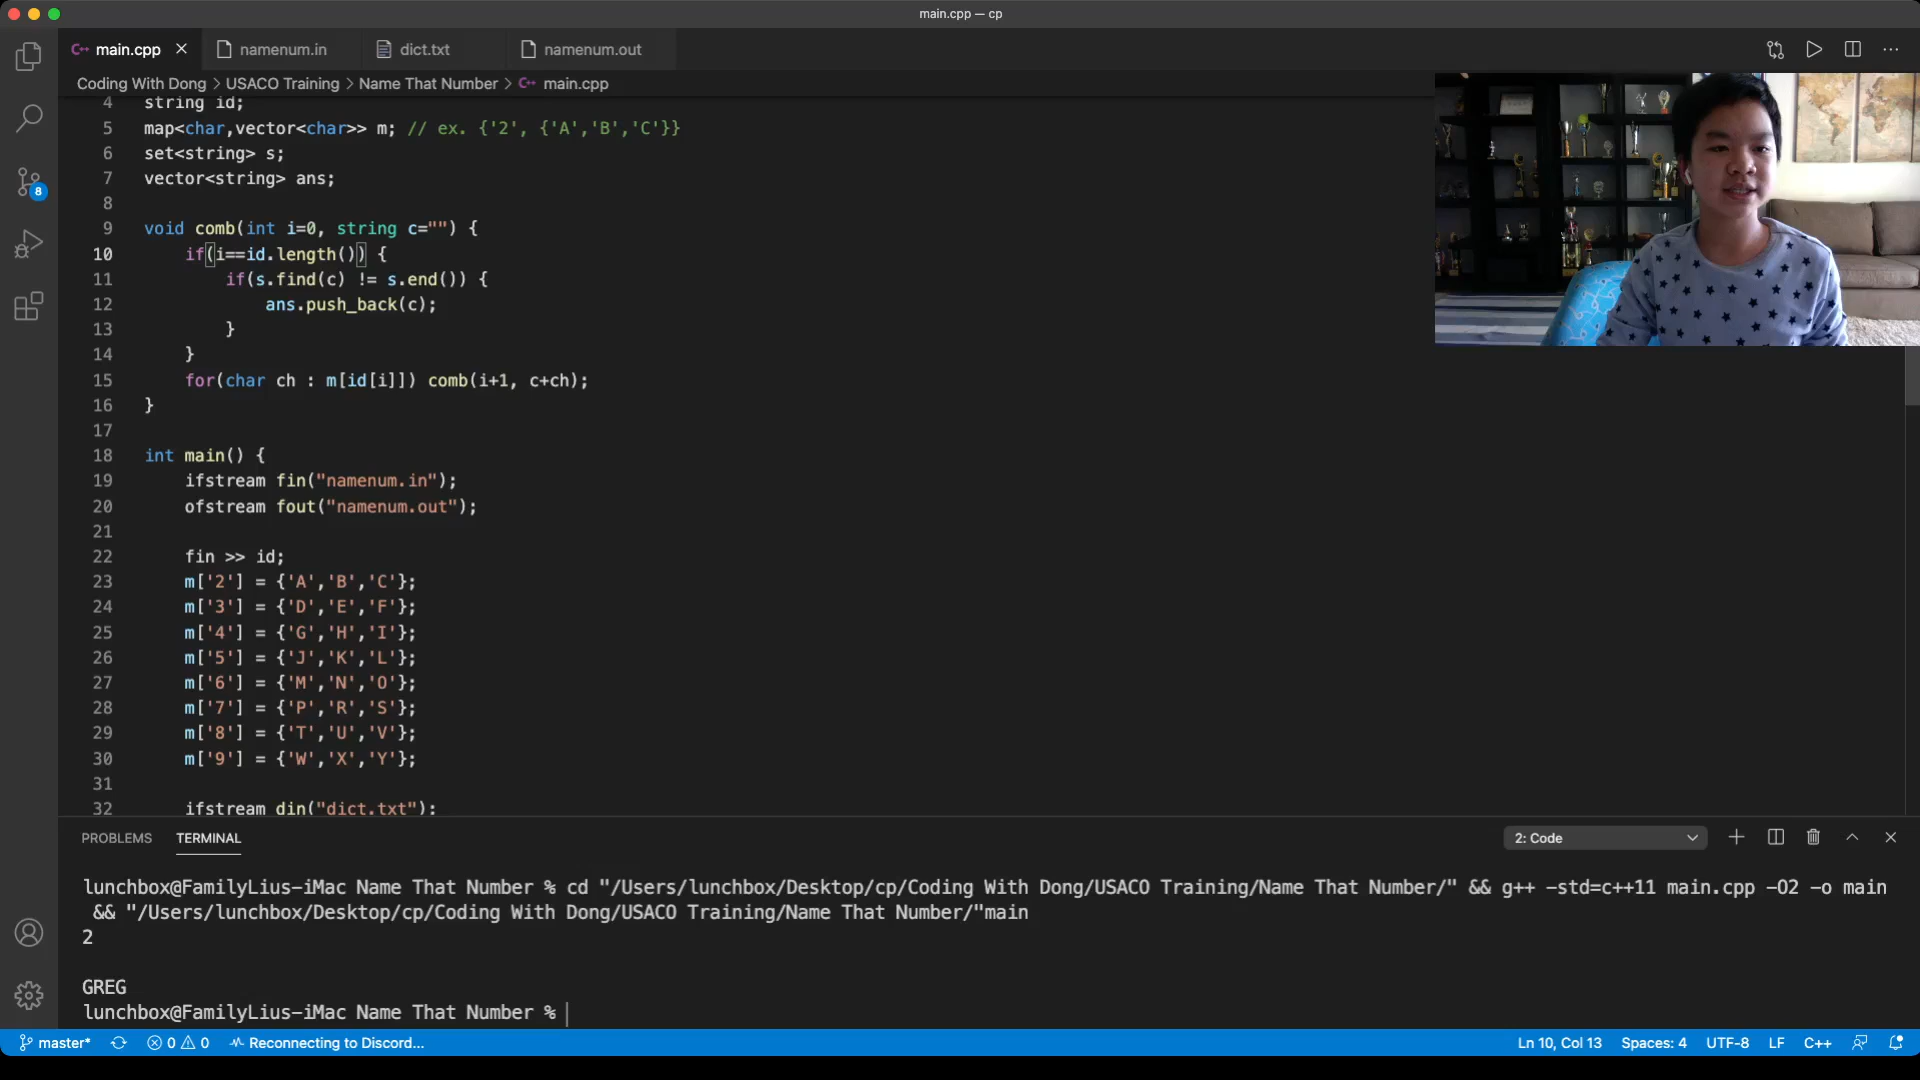 main.cpp — cp
main.cpp
namenum.in
dict.txt
namenum.out
Coding With Dong > USACO Training > Name That Number > main.cpp
4 string id;
5 map<char,vector<char>> m; // ex. {'2', {'A','B','C'}}
6 set<string> s;
7 vector<string> ans;
8
9 void comb(int i=0, string c="") {
10 if(i==id.length()) {
11 if(s.find(c) != s.end()) {
12 ans.push_back(c);
13 }
14 }
15 for(char ch : m[id[i]]) comb(i+1, c+ch);
16 }
17
18 int main() {
19 ifstream fin("namenum.in");
20 ofstream fout("namenum.out");
21
22 fin >> id;
23 m['2'] = {'A','B','C'};
24 m['3'] = {'D','E','F'};
25 m['4'] = {'G','H','I'};
26 m['5'] = {'J','K','L'};
27 m['6'] = {'M','N','O'};
28 m['7'] = {'P','R','S'};
29 m['8'] = {'T','U','V'};
30 m['9'] = {'W','X','Y'};
31
32 ifstream din("dict.txt");
8
PROBLEMS TERMINAL
2: Code
lunchbox@FamilyLius-iMac Name That Number % cd "/Users/lunchbox/Desktop/cp/Coding With Dong/USACO Training/Name That Number/" && g++ -std=c++11 main.cpp -O2 -o main
&& "/Users/lunchbox/Desktop/cp/Coding With Dong/USACO Training/Name That Number/"main
2
GREG
lunchbox@FamilyLius-iMac Name That Number %
master* 0 0 Reconnecting to Discord... Ln 10, Col 13 Spaces: 4 UTF-8 LF C++